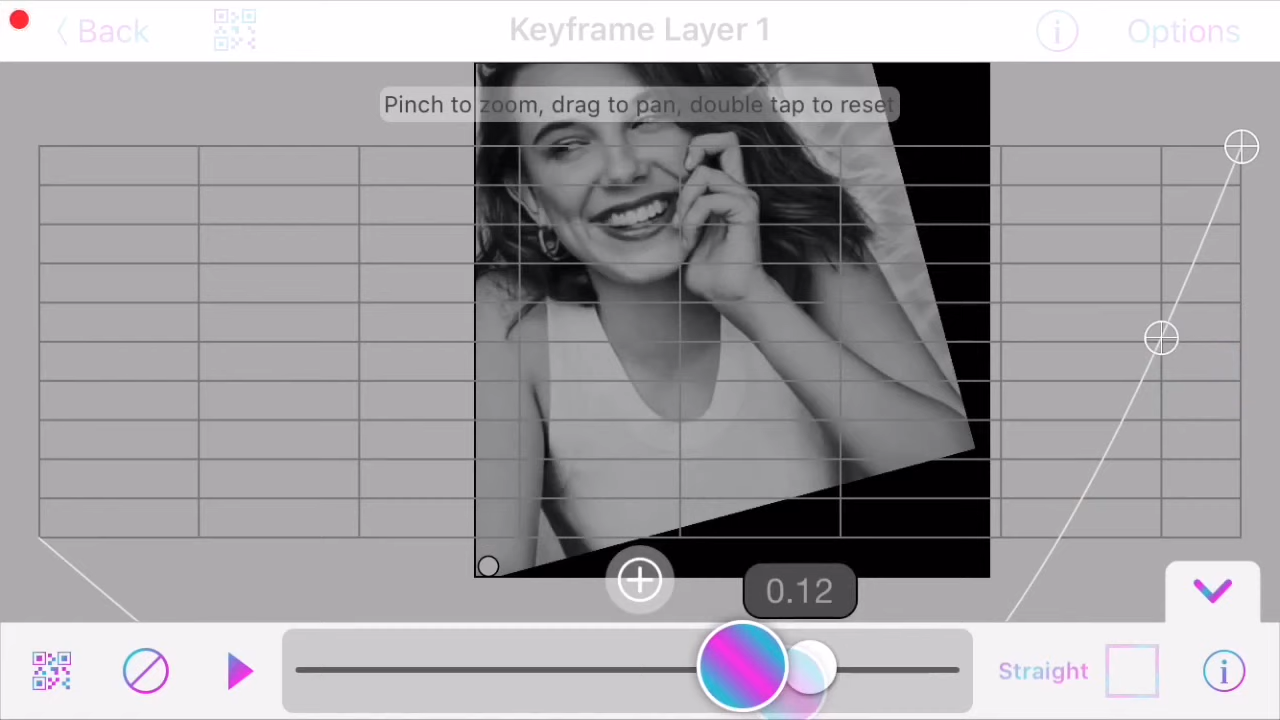 Back
Keyframe Layer 1
Options
Pinch to zoom, drag to pan, double tap to reset
0.12
Straight